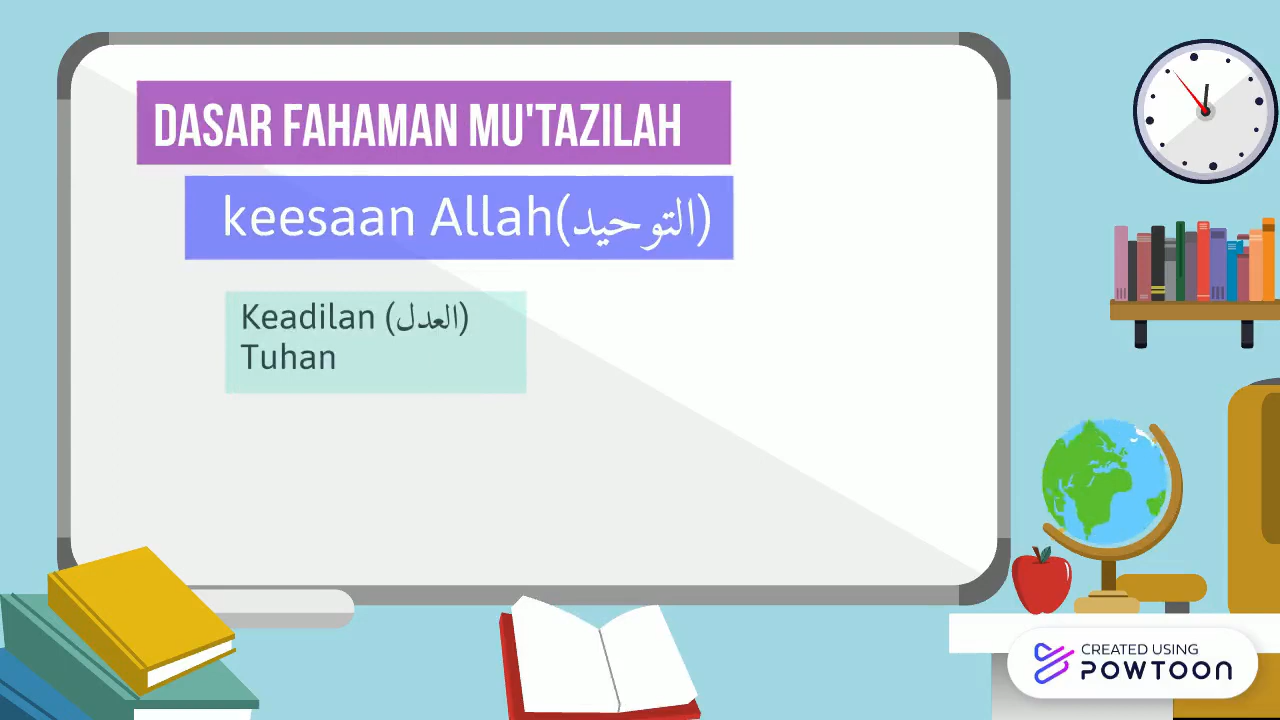 DASAR FAHAMAN MU'TAZILAH
keesaan Allah(التوحيد)
Keadilan (العدل)
Tuhan
CREATED USING
POWTOON